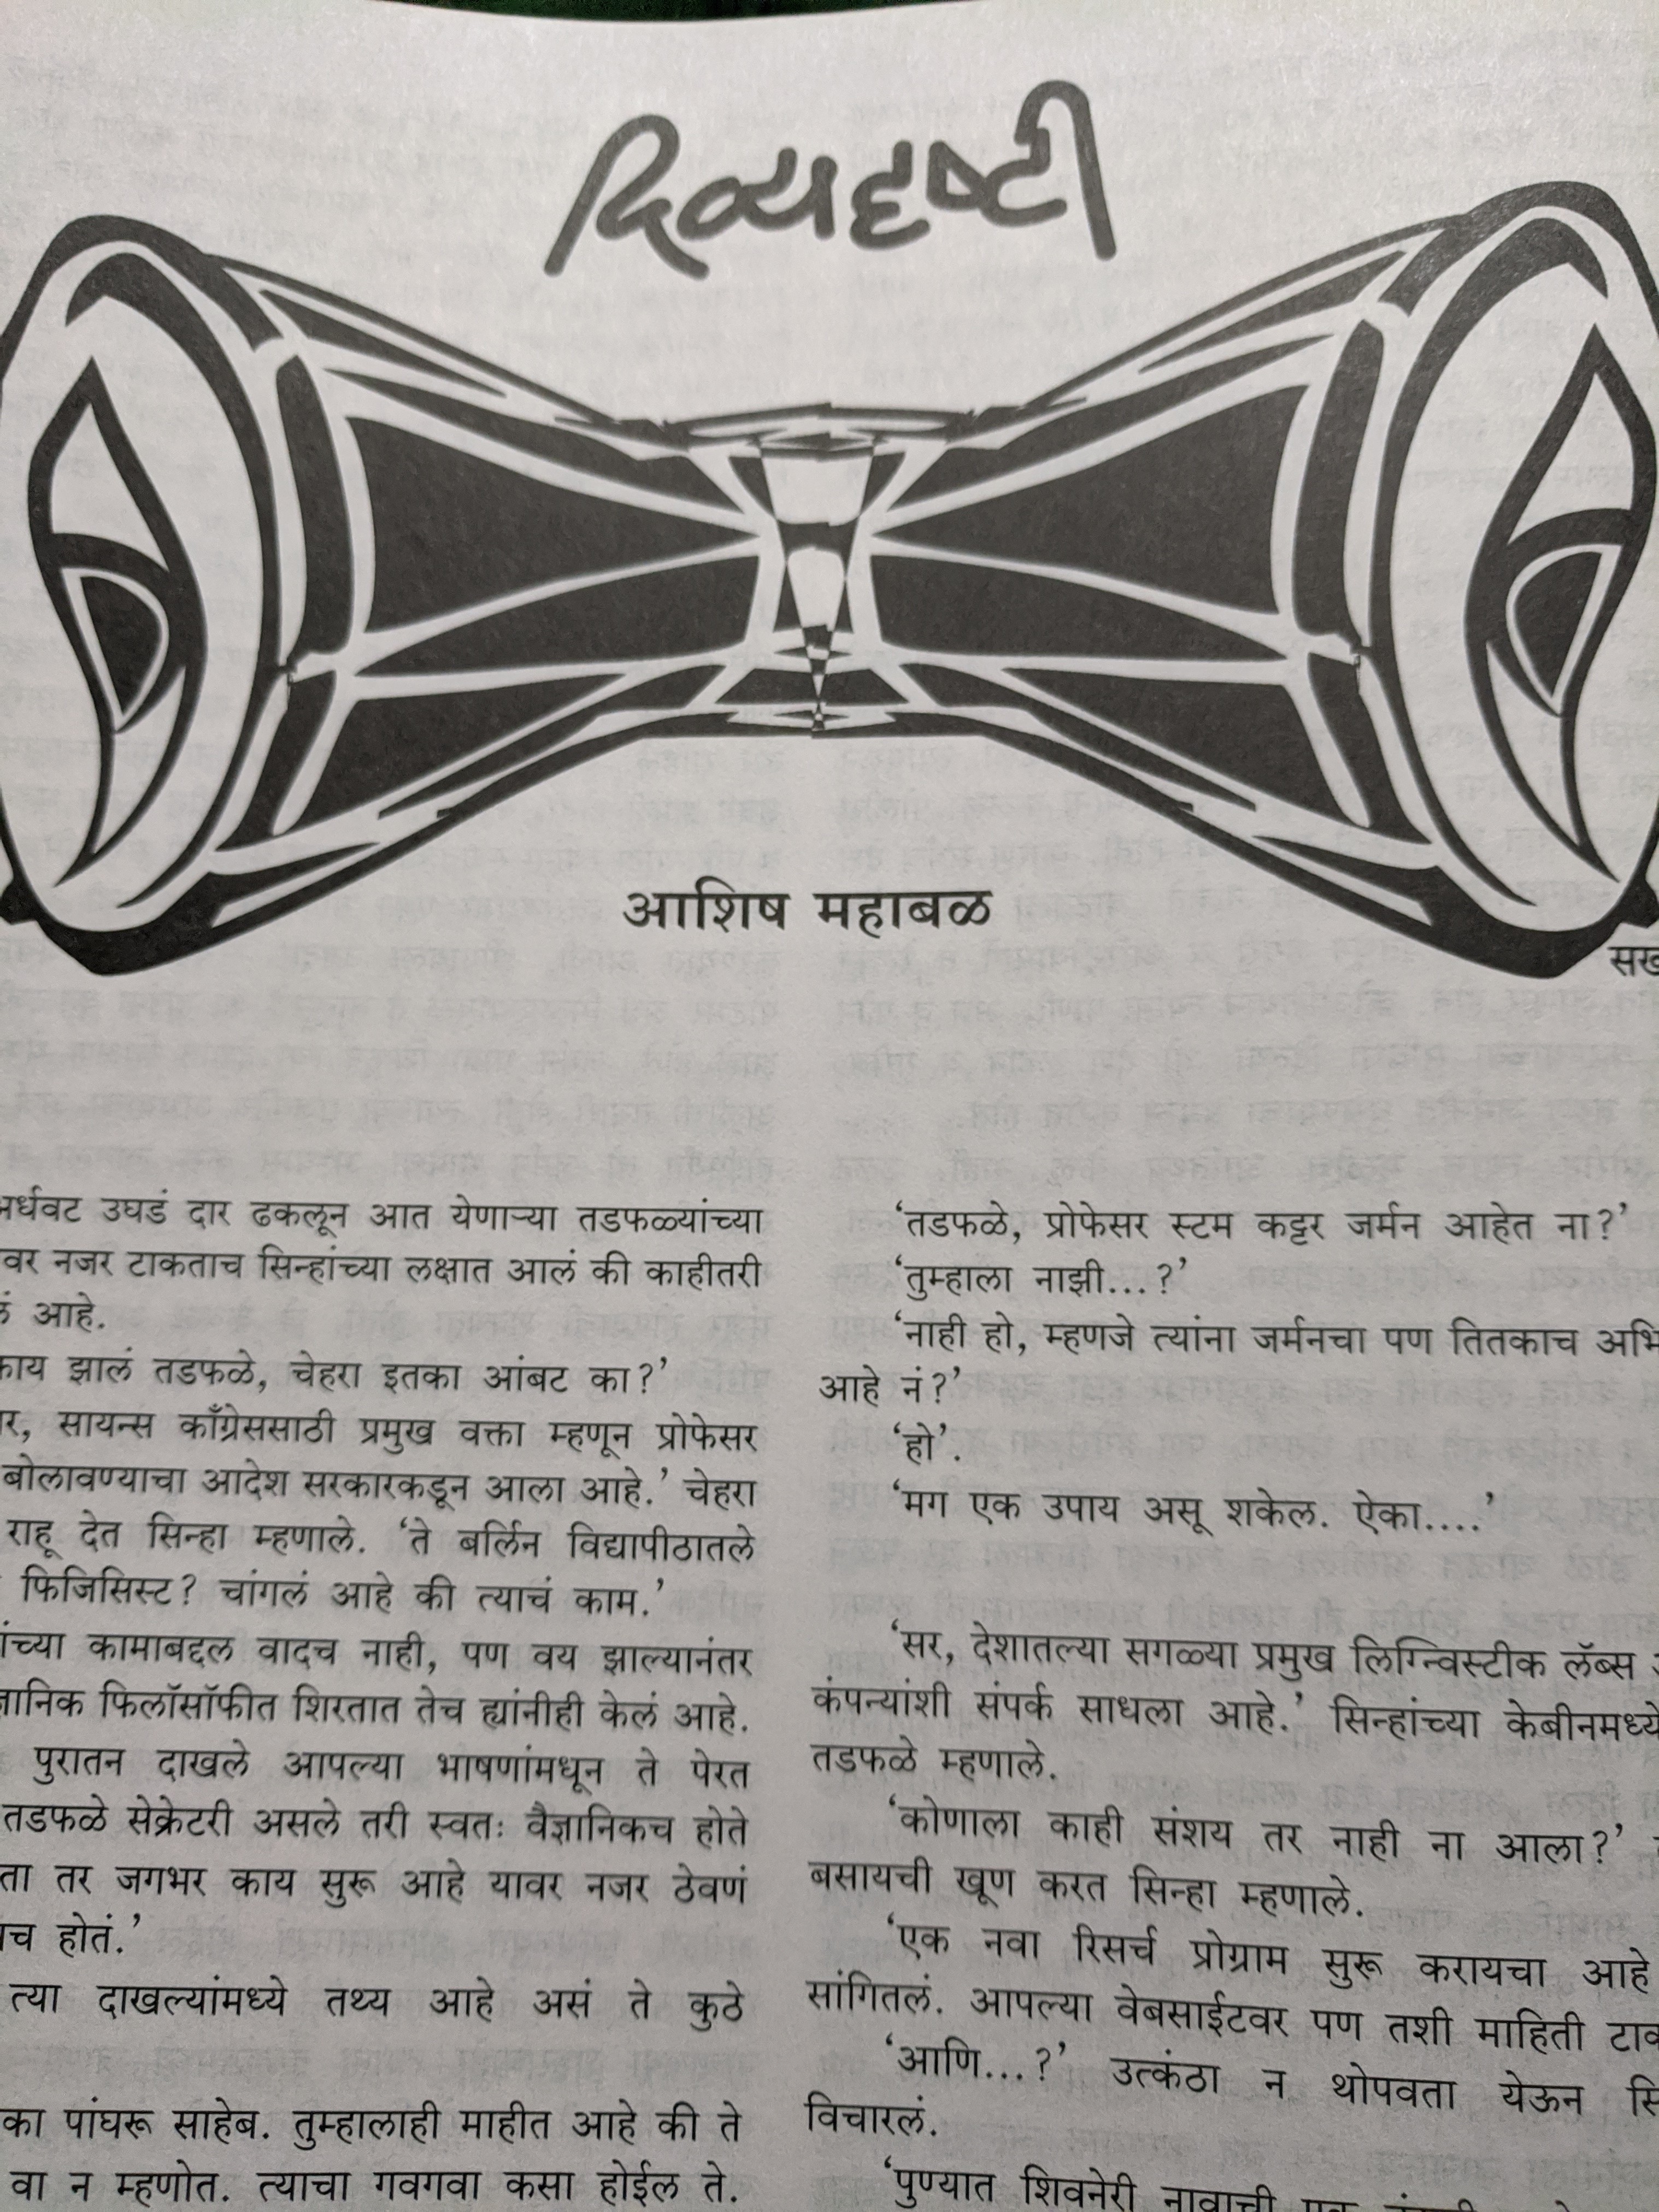 दिव्यदृष्टी
आशिष महाबळ
उघडं दार ढकलून आत येणाऱ्या तडफळ्यांच्या
वर नजर टाकताच सिन्हांच्या लक्षात आलं की काहीतरी
आहे.
काय झालं तडफळे, चेहरा इतका आंबट का?’
सायन्स काँग्रेससाठी प्रमुख वक्ता म्हणून प्रोफेसर
बोलावण्याचा आदेश सरकारकडून आला आहे.’ चेहरा
राहू देत सिन्हा म्हणाले. ‘ते बर्लिन विद्यापीठातले
फिजिसिस्ट? चांगलं आहे की त्याचं काम.’
कामाबद्दल वादच नाही, पण वय झाल्यानंतर
फिलॉसॉफीत शिरतात तेच ह्यांनीही केलं आहे.
पुरातन दाखले आपल्या भाषणांमधून ते पेरत
तडफळे सेक्रेटरी असले तरी स्वतः वैज्ञानिकच होते
तर जगभर काय सुरू आहे यावर नजर ठेवणं
होतं.’
त्या दाखल्यांमध्ये तथ्य आहे असं ते कुठे
का पांघरू साहेब. तुम्हालाही माहीत आहे की ते
वा न म्हणोत. त्याचा गवगवा कसा होईल ते.
‘तडफळे, प्रोफेसर स्टम कट्टर जर्मन आहेत ना?’
‘तुम्हाला नाझी...?’
‘नाही हो, म्हणजे त्यांना जर्मनचा पण तितकाच
आहे नं?’
‘हो’.
‘मग एक उपाय असू शकेल. ऐका....’
‘सर, देशातल्या सगळ्या प्रमुख लिग्न्विस्टीक लॅब्स
कंपन्यांशी संपर्क साधला आहे.’ सिन्हांच्या केबीनमध्ये
तडफळे म्हणाले.
‘कोणाला काही संशय तर नाही ना आला?’
बसायची खूण करत सिन्हा म्हणाले.
‘एक नवा रिसर्च प्रोग्राम सुरू करायचा आहे
सांगितलं. आपल्या वेबसाईटवर पण तशी माहिती
‘आणि...?’ उत्कंठा न थोपवता येऊन
विचारलं.
‘पुण्यात शिवनेरी नावाची एक